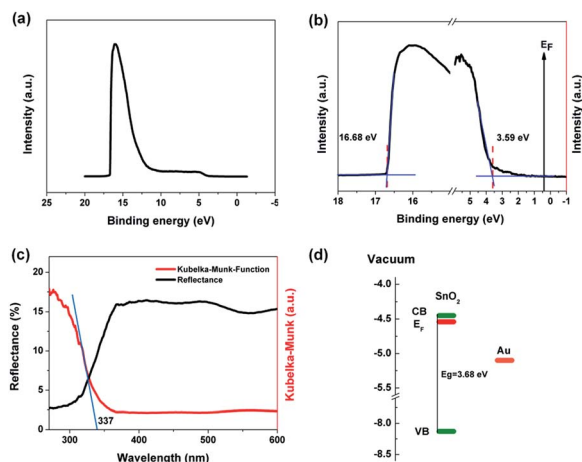 (a)
Intensity (a.u.)
25 20 15 10 5 0 -5
Binding energy (eV)
(b)
Intensity (a.u.)
E_F
16.68 eV
3.59 eV
18 17 16 5 4 3 2 1 0 -1
Binding energy (eV)
(c)
Kubelka-Munk-Function
Reflectance
20
15
10
5
0
Reflectance (%)
Kubelka-Munk (a.u.)
337
300 400 500 600
Wavelength (nm)
(d)
Vacuum
-4.0
-4.5
-5.0
-5.5
-8.0
-8.5
SnO₂
CB
E_F
Au
Eg=3.68 eV
VB